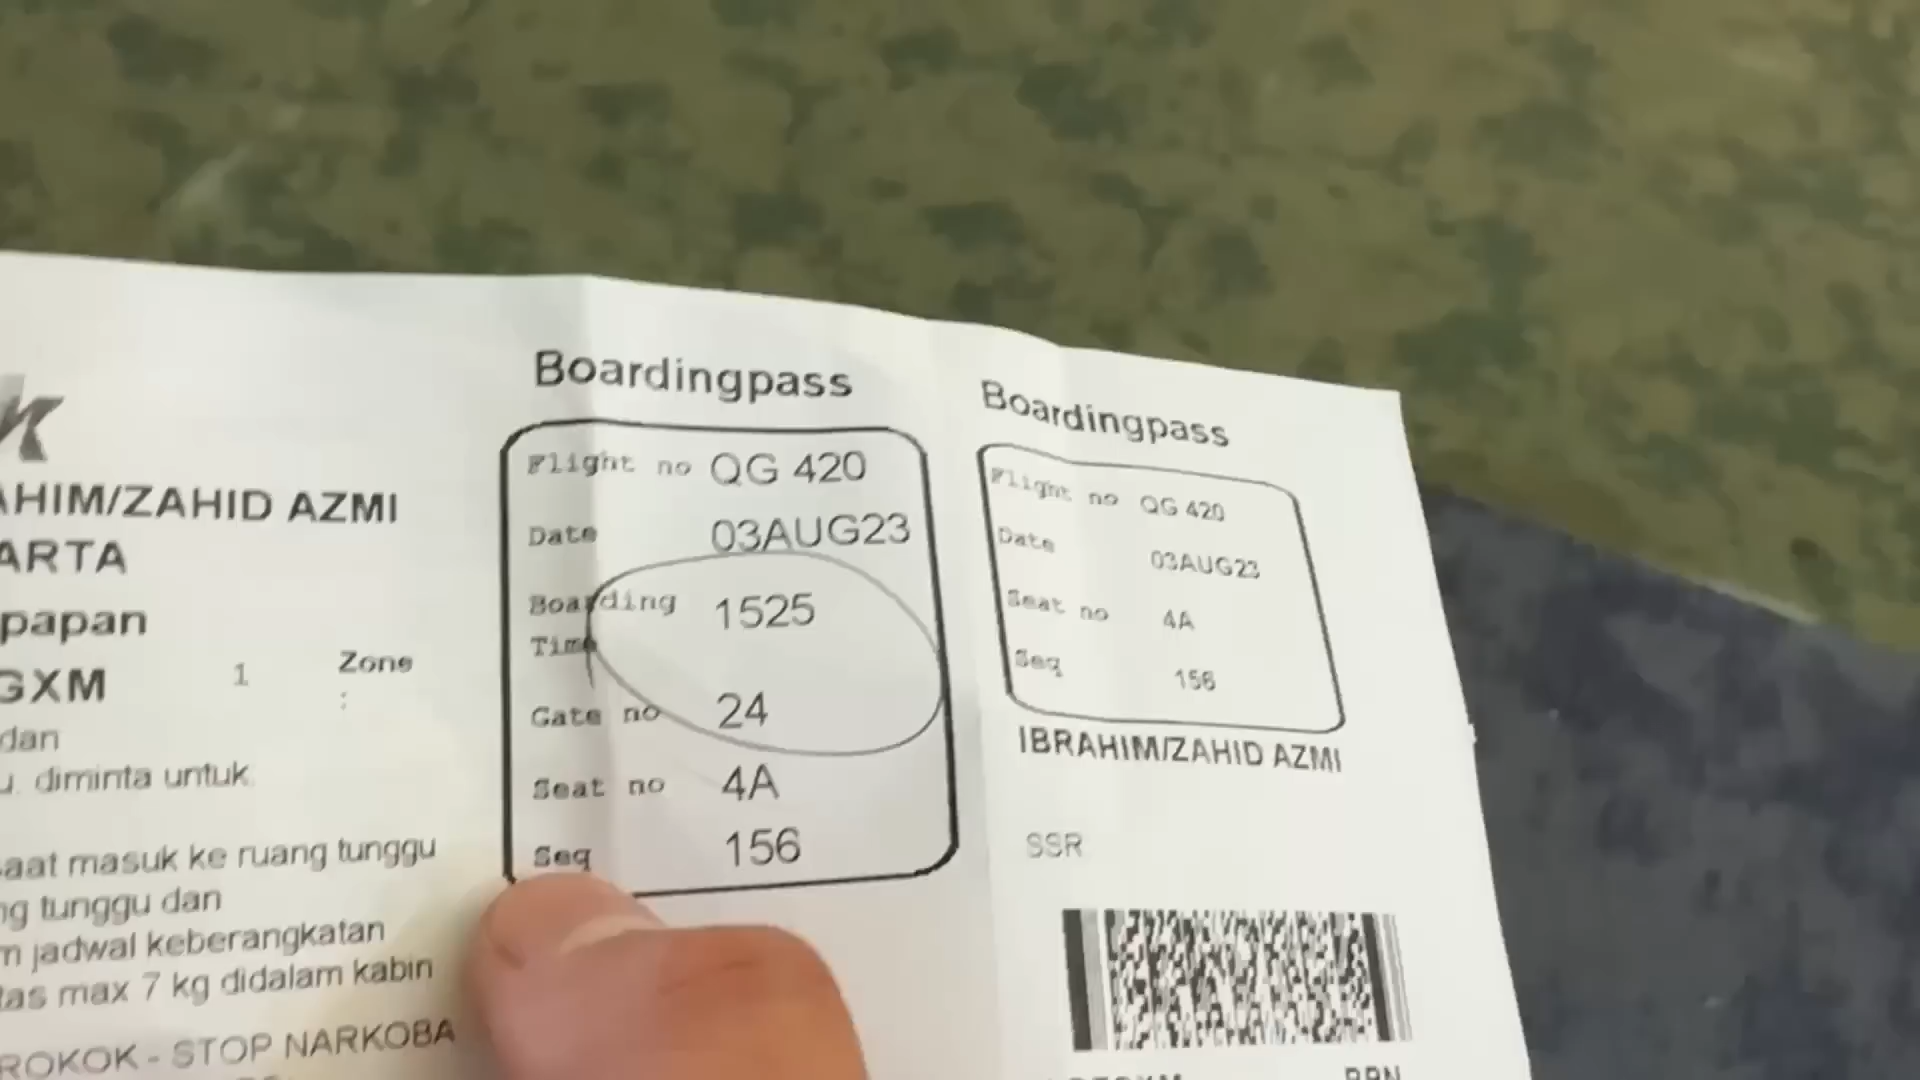 AHIM/ZAHID AZMI
ARTA
papan
GXM 1 Zone
:
dan
u. diminta untuk
saat masuk ke ruang tunggu
ng tunggu dan
m jadwal keberangkatan
tas max 7 kg didalam kabin
ROKOK - STOP NARKOBA
Boardingpass
Flight no QG 420
Date 03AUG23
Boarding 1525
Time
Gate no 24
Seat no 4A
Seq 156
Boardingpass
Flight no QG 420
Date 03AUG23
Seat no 4A
Seq 156
IBRAHIM/ZAHID AZMI
SSR